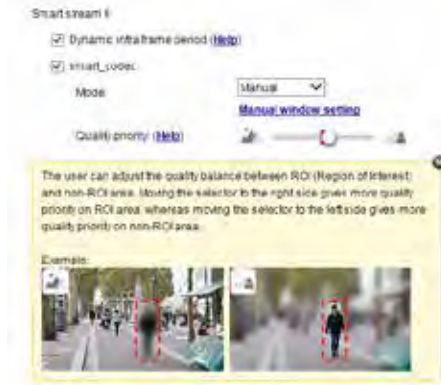 Smart stream II
Dynamic intra frame period (Help)
smart_codec
Mode Manual
Manual window setting
Quality priority: (Help)
The user can adjust the quality balance between ROI (Region of Interest)
and non-ROI area. Moving the selector to the right side gives more quality
priority on ROI area whereas moving the selector to the left side gives more
quality priority on non-ROI area.
Example: